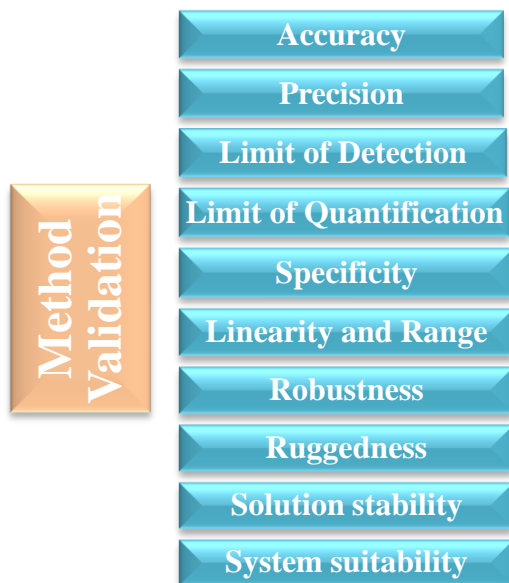 Method
Validation
Accuracy
Precision
Limit of Detection
Limit of Quantification
Specificity
Linearity and Range
Robustness
Ruggedness
Solution stability
System suitability